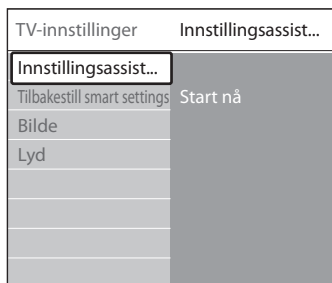 TV-innstillinger
Innstillingsassist...
Innstillingsassist...
Tilbakestill smart settings
Start nå
Bilde
Lyd